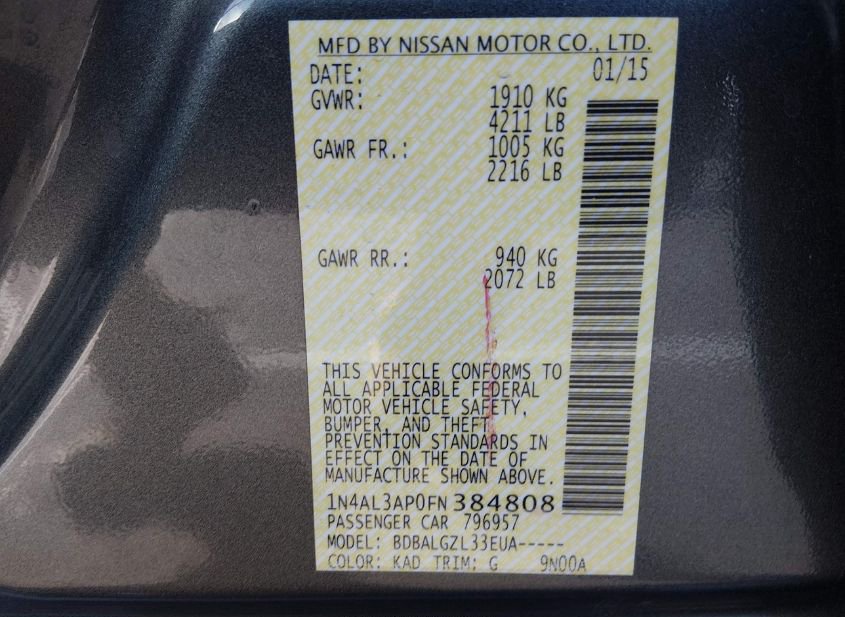 MFD BY NISSAN MOTOR CO., LTD.
DATE: 01/15
GVWR: 1910 KG
4211 LB
GAWR FR.: 1005 KG
2216 LB
GAWR RR.: 940 KG
2072 LB
THIS VEHICLE CONFORMS TO
ALL APPLICABLE FEDERAL
MOTOR VEHICLE SAFETY,
BUMPER, AND THEFT
PREVENTION STANDARDS IN
EFFECT ON THE DATE OF
MANUFACTURE SHOWN ABOVE.
1N4AL3AP0FN384808
PASSENGER CAR 796957
MODEL: BDBALGZL33EUA-----
COLOR: KAD TRIM: G 9N00A